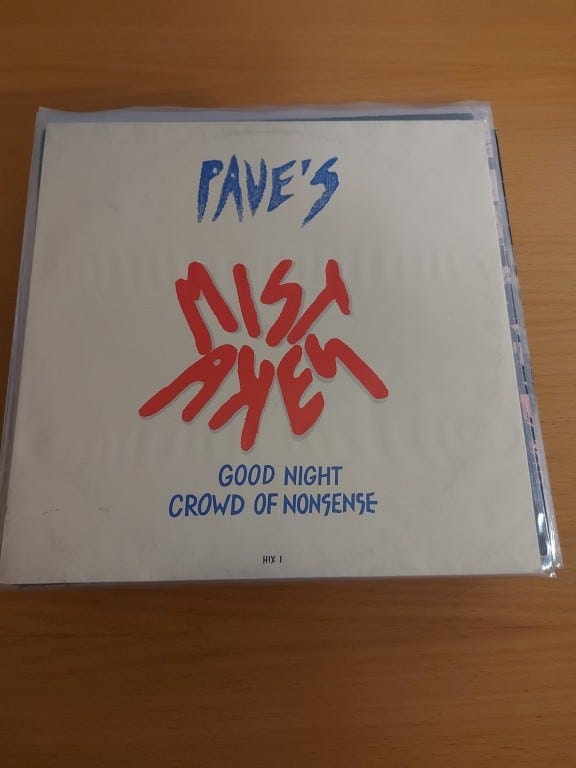 PAVE'S
MIST
AKES
GOOD NIGHT
CROWD OF NONSENSE
HIX 1